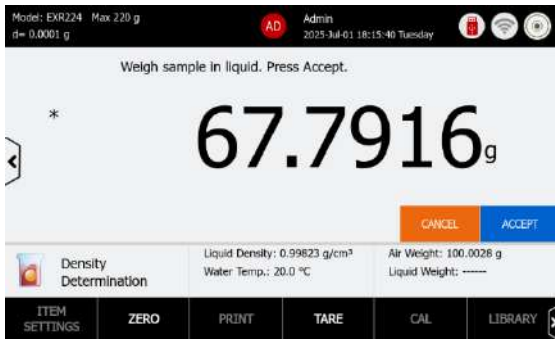 Model: EXR224 Max 220 g
d= 0.0001 g
AD
Admin
2025-Jul-01 18:15:40 Tuesday
Weigh sample in liquid. Press Accept.
*
67.7916 g
CANCEL
ACCEPT
Density
Determination
Liquid Density: 0.99823 g/cm³
Water Temp.: 20.0 °C
Air Weight: 100.0028 g
Liquid Weight: ------
ITEM
SETTINGS
ZERO
PRINT
TARE
CAL
LIBRARY